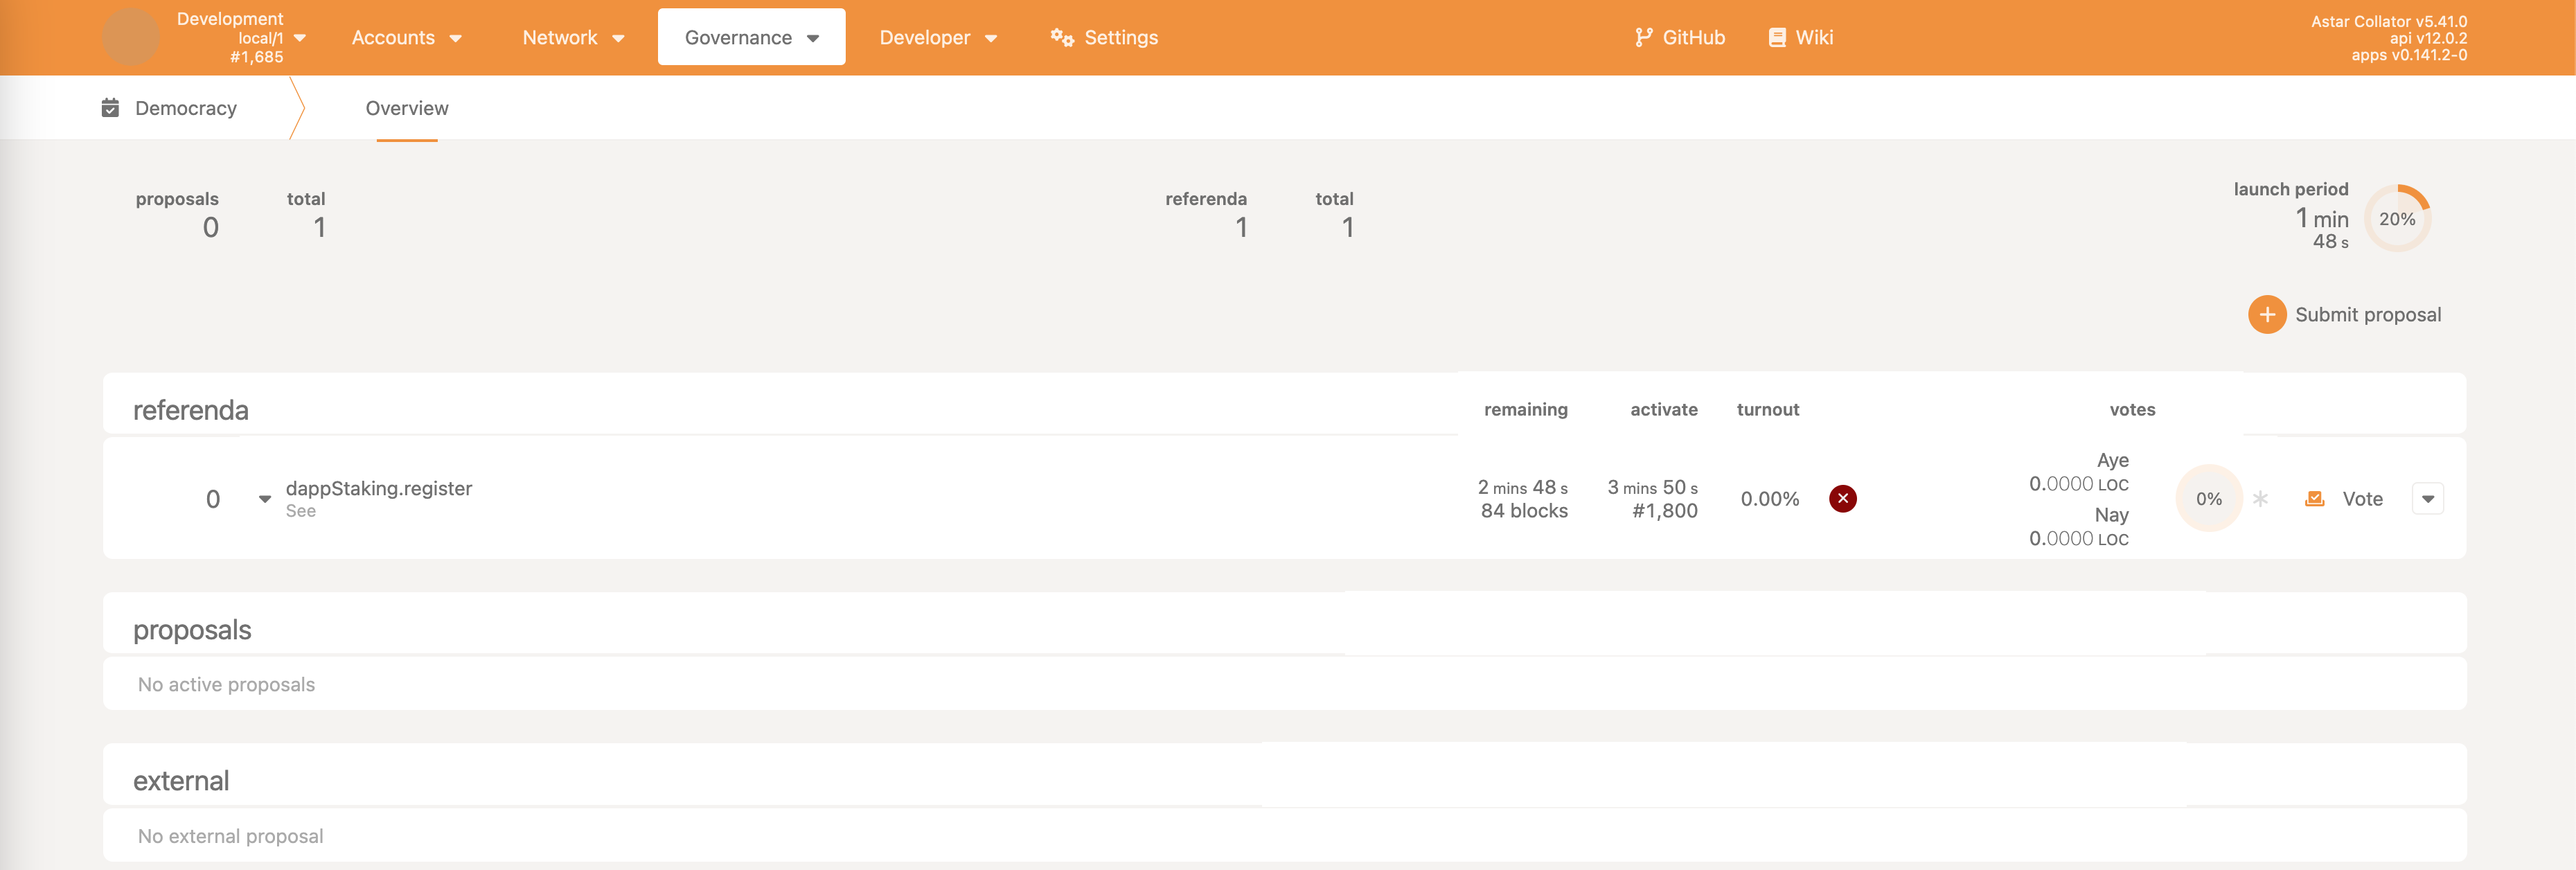 Development
local/1
#1,685
Accounts
Network
Governance
Developer
Settings
GitHub
Wiki
Astar Collator v5.41.0
api v12.0.2
apps v0.141.2-0
Democracy
Overview
proposals
0
total
1
referenda
1
total
1
launch period
1 min
48 s
20%
Submit proposal
referenda
remaining
activate
turnout
votes
0
dappStaking.register
See
2 mins 48 s
84 blocks
3 mins 50 s
#1,800
0.00%
Aye
0.0000 LOC
Nay
0.0000 LOC
0%
Vote
proposals
No active proposals
external
No external proposal